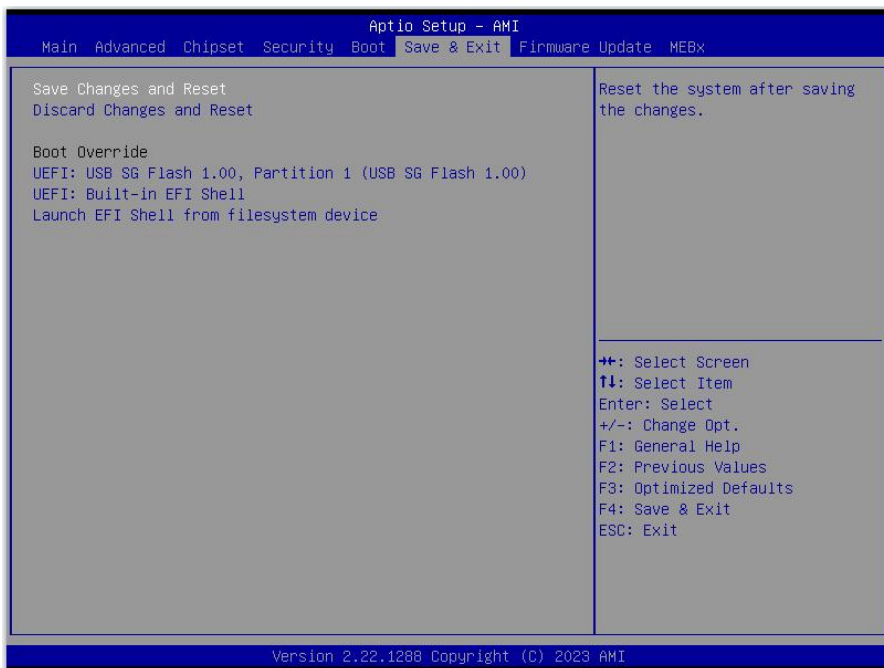 Aptio Setup - AMI
Main Advanced Chipset Security Boot Save & Exit Firmware Update MEBx
Save Changes and Reset
Discard Changes and Reset
Boot Override
UEFI: USB SG Flash 1.00, Partition 1 (USB SG Flash 1.00)
UEFI: Built-in EFI Shell
Launch EFI Shell from filesystem device
Reset the system after saving
the changes.
→←: Select Screen
↑↓: Select Item
Enter: Select
+/-: Change Opt.
F1: General Help
F2: Previous Values
F3: Optimized Defaults
F4: Save & Exit
ESC: Exit
Version 2.22.1288 Copyright (C) 2023 AMI